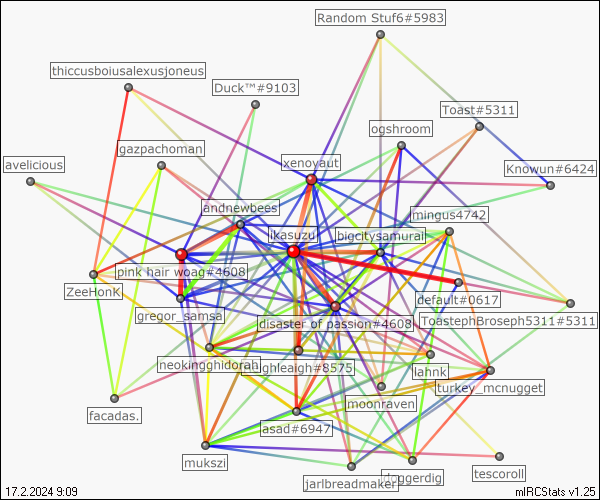 Random Stuf6#5983
thiccusboiusalexusjoneus
Duck™#9103
Toast#5311
ogshroom
gazpachoman
xenoyaut
avelicious
Knowun#6424
andnewbees
mingus4742
ikasuzu
bigcitysamurai
pink hair woag#4608
ZeeHonK
default#0617
gregor_samsa
disaster of passion#4608
ToastephBroseph5311#5311
neokingghidorah
ighleaigh#8575
lahnk
turkey_mcnugget
moonraven
facadas.
asad#6947
mukszi
doggerdig
tescoroll
jarlbreadmaker
17.2.2024 9:09
mIRCStats v1.25